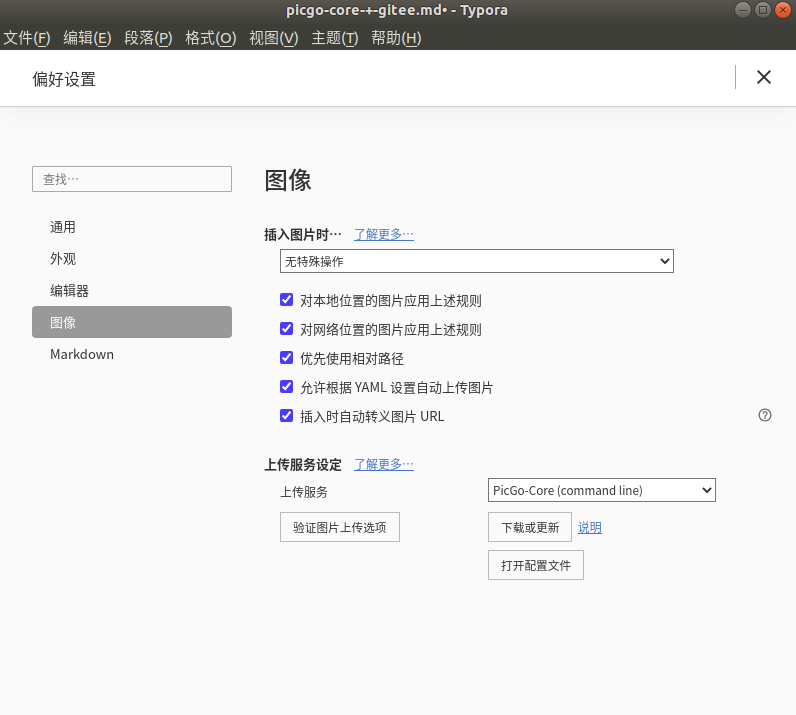 picgo-core-+-gitee.md• - Typora
文件(F) 编辑(E) 段落(P) 格式(O) 视图(V) 主题(T) 帮助(H)
偏好设置
查找…
通用
外观
编辑器
图像
Markdown
图像
插入图片时… 了解更多…
无特殊操作
对本地位置的图片应用上述规则
对网络位置的图片应用上述规则
优先使用相对路径
允许根据 YAML 设置自动上传图片
插入时自动转义图片 URL
上传服务设定 了解更多…
上传服务 PicGo-Core (command line)
验证图片上传选项 下载或更新 说明
打开配置文件